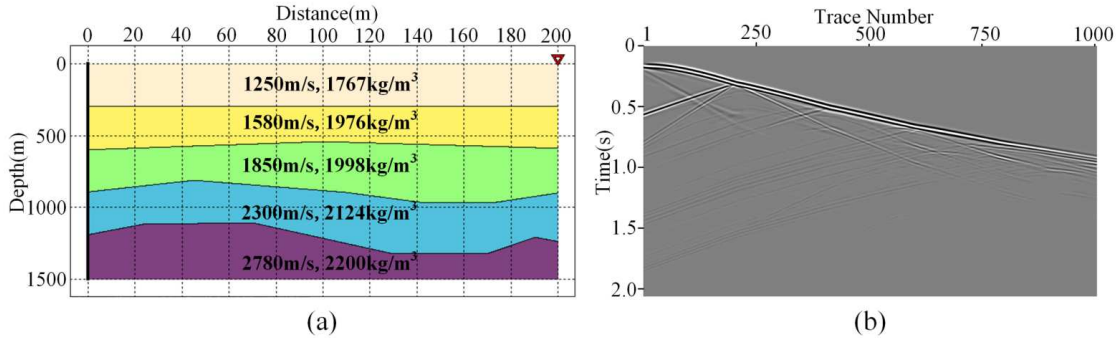 Distance(m)
0 20 40 60 80 100 120 140 160 180 200
Depth(m)
0
500
1000
1500
1250m/s, 1767kg/m³
1580m/s, 1976kg/m³
1850m/s, 1998kg/m³
2300m/s, 2124kg/m³
2780m/s, 2200kg/m³
(a)
Trace Number
1 250 500 750 1000
Time(s)
0
0.5
1.0
1.5
2.0
(b)